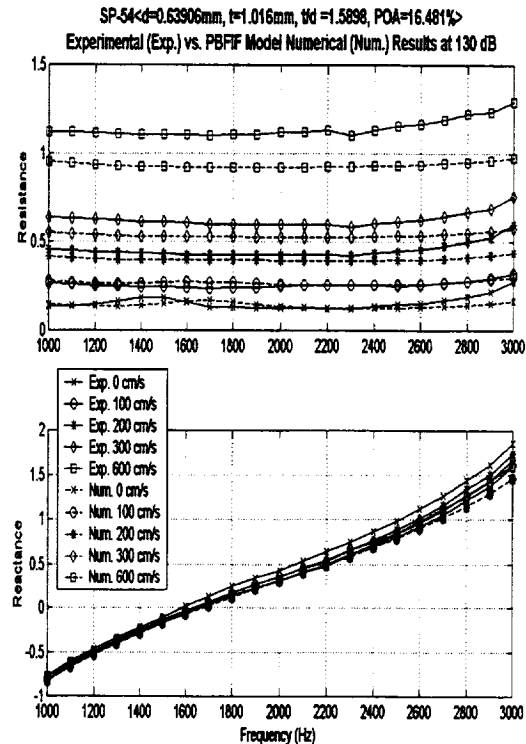 SP-54<d=0.63906mm, t=1.016mm, t/d =1.5898, POA=16.481%>
Experimental (Exp.) vs. PBFIF Model Numerical (Num.) Results at 130 dB
1.5
1
0.5
0
Resistance
1000 1200 1400 1600 1800 2000 2200 2400 2600 2800 3000
Exp. 0 cm/s
Exp. 100 cm/s
Exp. 200 cm/s
Exp. 300 cm/s
Exp. 600 cm/s
Num. 0 cm/s
Num. 100 cm/s
Num. 200 cm/s
Num. 300 cm/s
Num. 600 cm/s
2
1.5
1
0.5
0
-0.5
-1
Reactance
1000 1200 1400 1600 1800 2000 2200 2400 2600 2800 3000
Frequency (Hz)